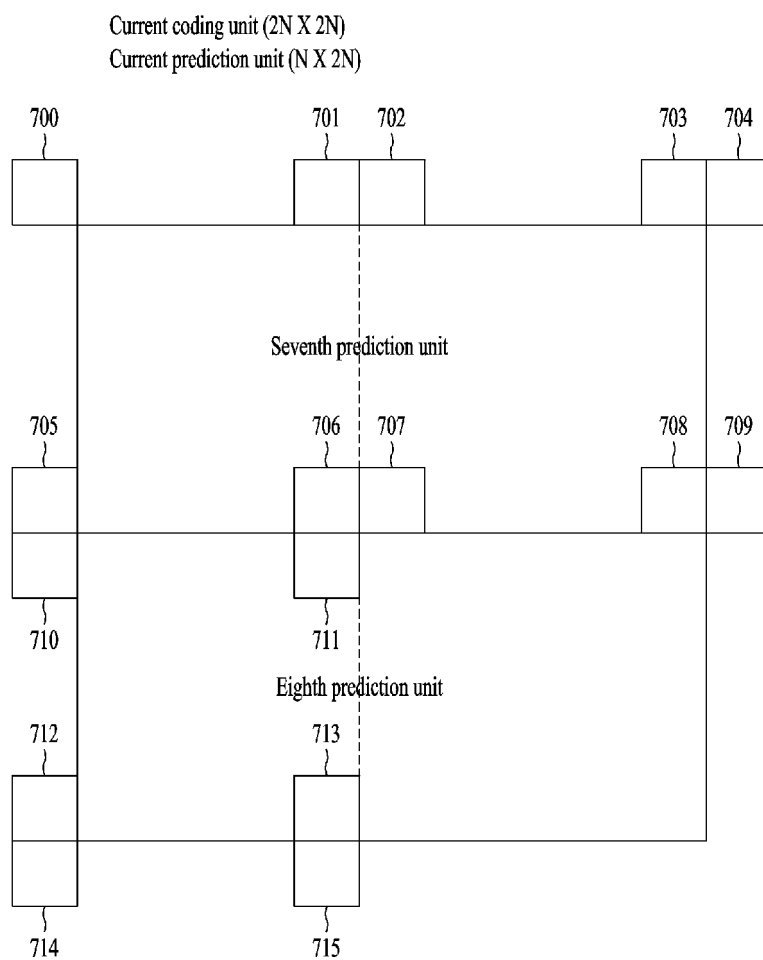 Current coding unit (2N X 2N)
Current prediction unit (N X 2N)
700 701 702 703 704
Seventh prediction unit
705 706 707 708 709
710 711
Eighth prediction unit
712 713
714 715